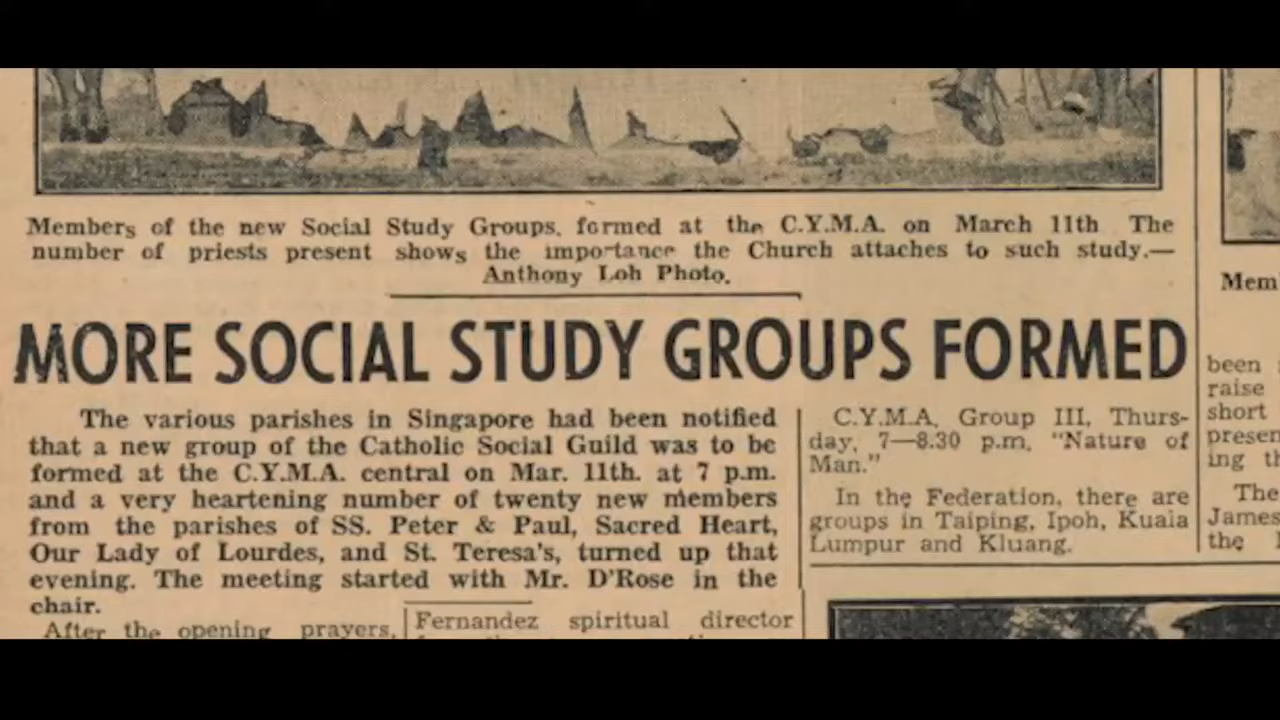 Members of the new Social Study Groups, formed at the C.Y.M.A. on March 11th The
number of priests present shows the importance the Church attaches to such study.—
Anthony Loh Photo.
MORE SOCIAL STUDY GROUPS FORMED
The various parishes in Singapore had been notified
that a new group of the Catholic Social Guild was to be
formed at the C.Y.M.A. central on Mar. 11th. at 7 p.m.
and a very heartening number of twenty new members
from the parishes of SS. Peter & Paul, Sacred Heart,
Our Lady of Lourdes, and St. Teresa's, turned up that
evening. The meeting started with Mr. D'Rose in the
chair.
After the opening prayers,
Fernandez spiritual director
C.Y.M.A, Group III, Thurs-
day, 7—8.30 p.m, "Nature of
Man."
In the Federation, there are
groups in Taiping, Ipoh, Kuala
Lumpur and Kluang.
Mem
been
raise
short
presen
ing th
The
James
the